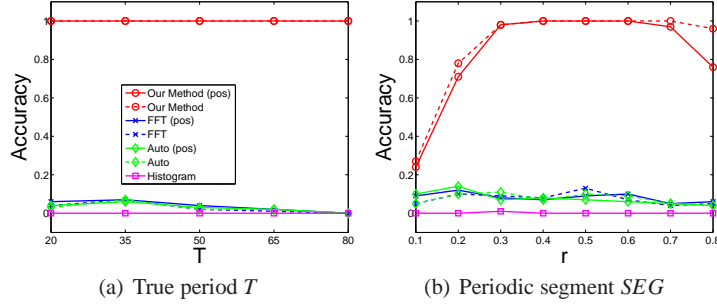 1
0.8
0.6
0.4
0.2
0
Accuracy
20 35 50 65 80
T
Our Method (pos)
Our Method
FFT (pos)
FFT
Auto (pos)
Auto
Histogram
(a) True period T
1
0.8
0.6
0.4
0.2
0
Accuracy
0.1 0.2 0.3 0.4 0.5 0.6 0.7 0.8
r
(b) Periodic segment SEG